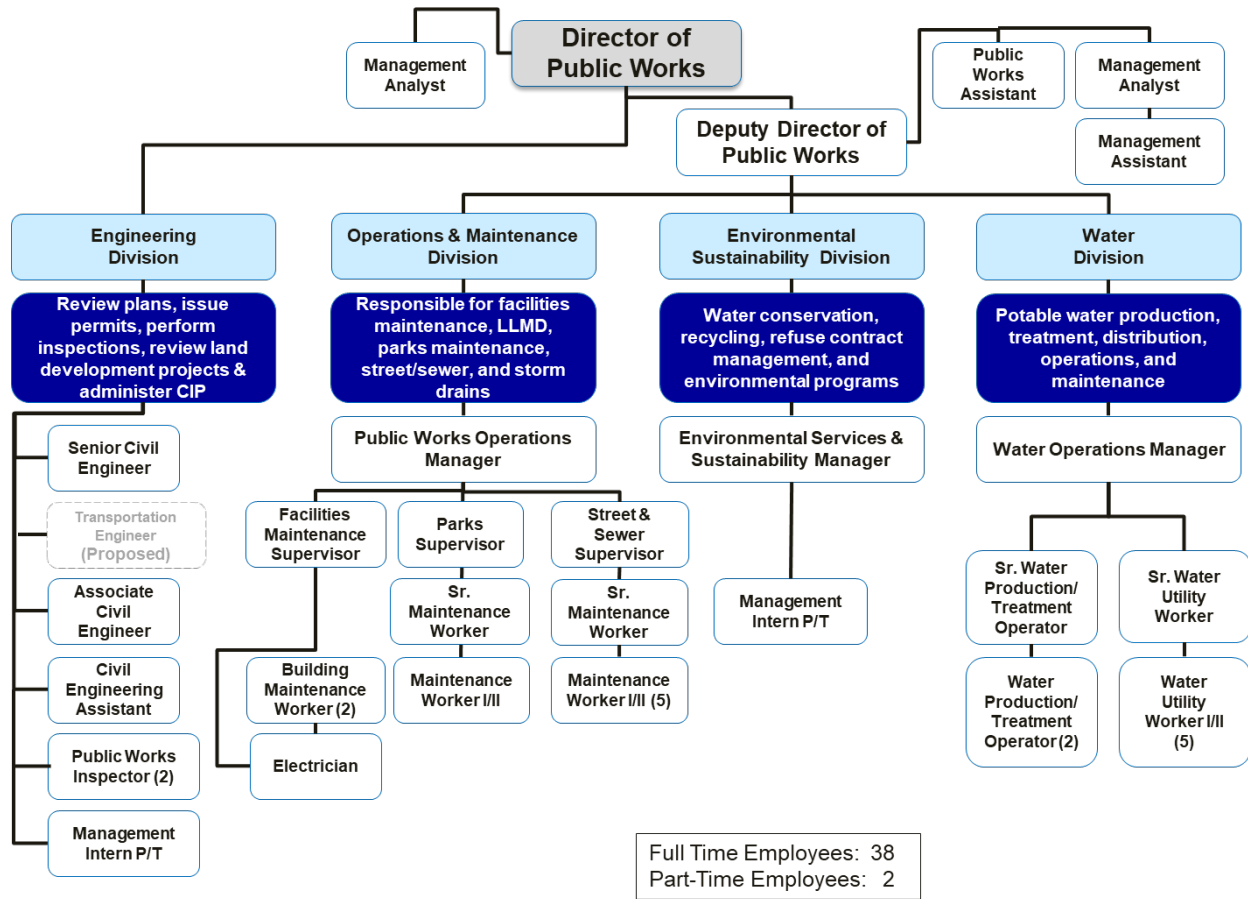 Director of
Public Works
Management
Analyst
Public
Works
Assistant
Management
Analyst
Deputy Director of
Public Works
Management
Assistant
Engineering
Division
Operations & Maintenance
Division
Environmental
Sustainability Division
Water
Division
Review plans, issue
permits, perform
inspections, review land
development projects &
administer CIP
Responsible for facilities
maintenance, LLMD,
parks maintenance,
street/sewer, and storm
drains
Water conservation,
recycling, refuse contract
management, and
environmental programs
Potable water production,
treatment, distribution,
operations, and
maintenance
Senior Civil
Engineer
Transportation
Engineer
(Proposed)
Associate
Civil
Engineer
Civil
Engineering
Assistant
Public Works
Inspector (2)
Management
Intern P/T
Public Works Operations
Manager
Facilities
Maintenance
Supervisor
Parks
Supervisor
Street &
Sewer
Supervisor
Sr.
Maintenance
Worker
Sr.
Maintenance
Worker
Building
Maintenance
Worker (2)
Maintenance
Worker I/II
Maintenance
Worker I/II (5)
Electrician
Environmental Services &
Sustainability Manager
Management
Intern P/T
Water Operations Manager
Sr. Water
Production/
Treatment
Operator
Sr. Water
Utility
Worker
Water
Production/
Treatment
Operator (2)
Water
Utility
Worker I/II
(5)
Full Time Employees: 38
Part-Time Employees: 2